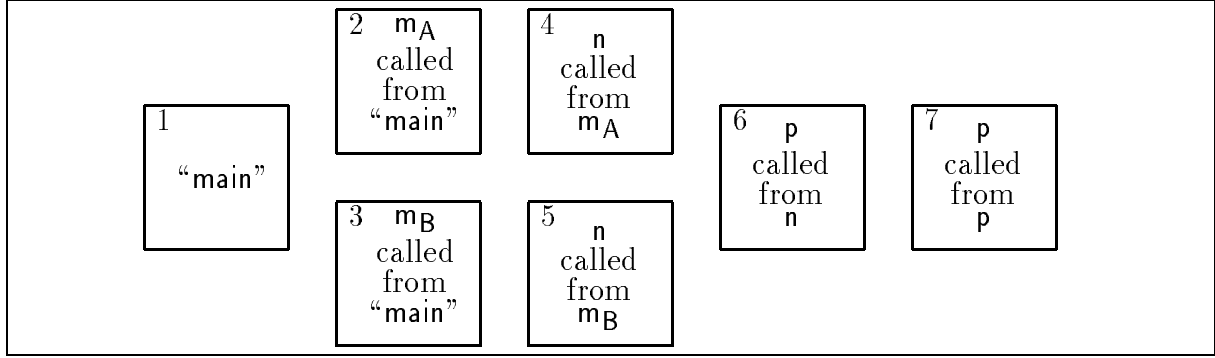 1
“main”
2 mA
called
from
“main”
3 mB
called
from
“main”
4
n
called
from
mA
5
n
called
from
mB
6 p
called
from
n
7 p
called
from
p